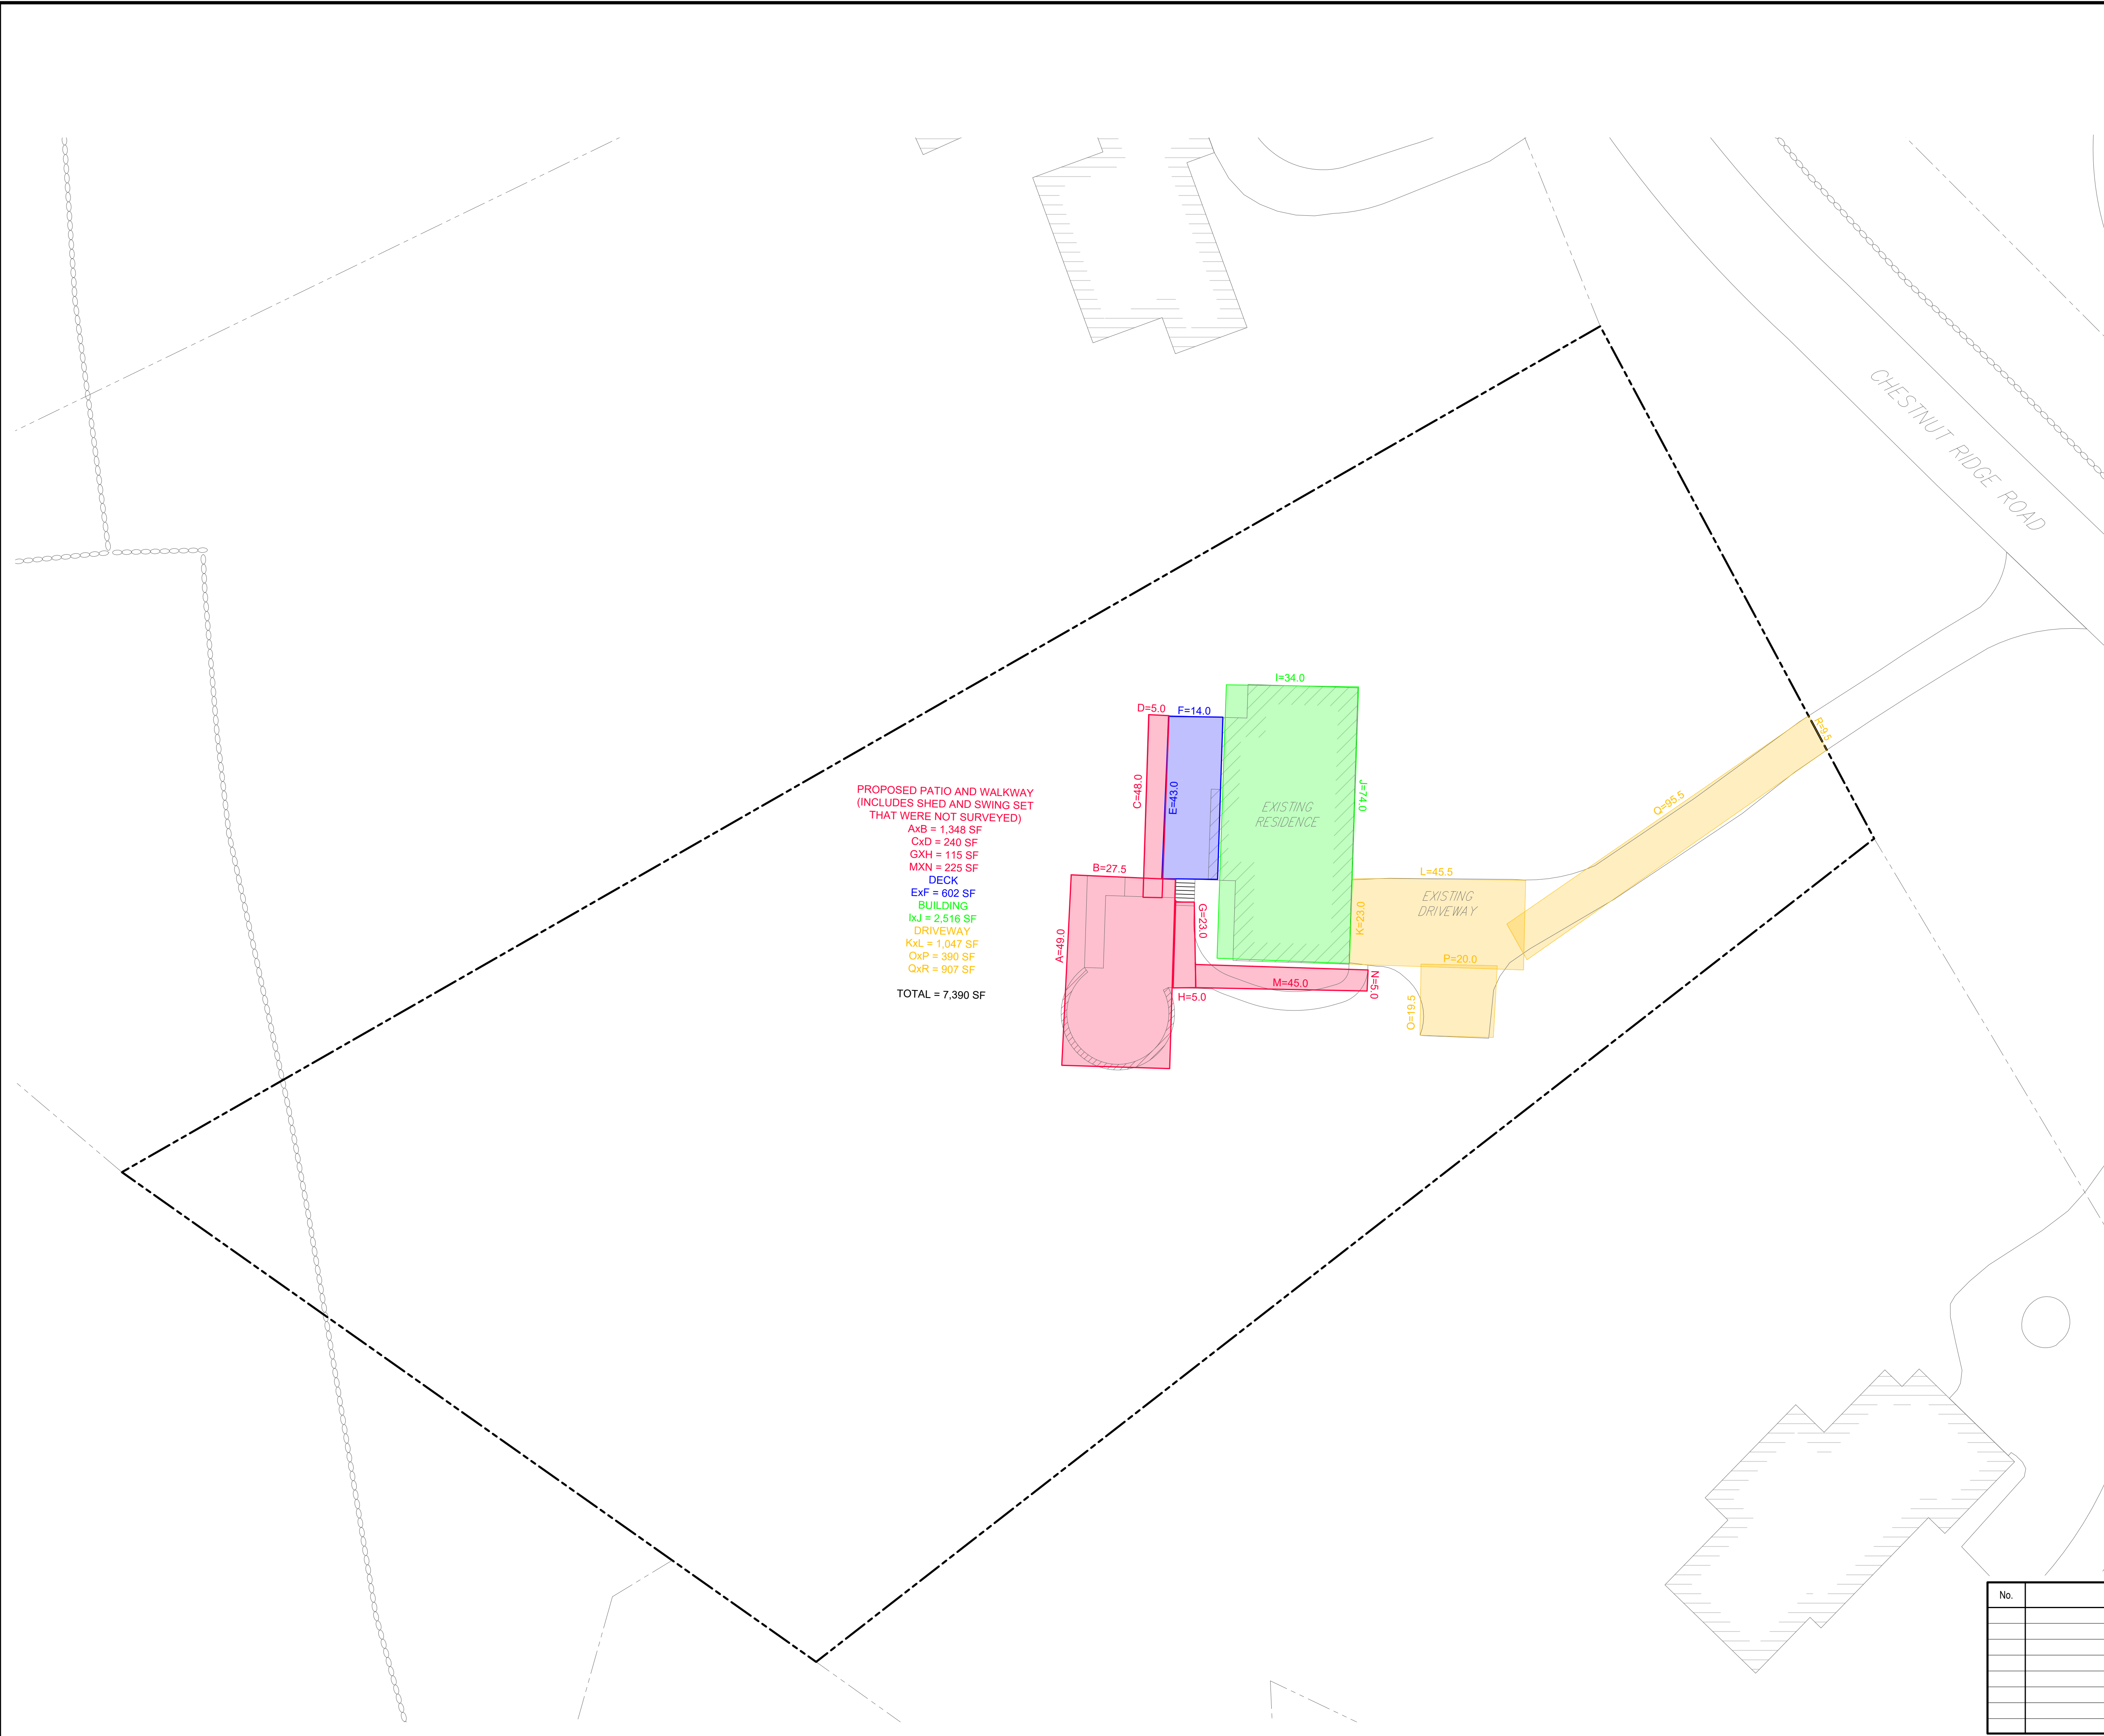 CHESTNUT RIDGE ROAD
I=34.0
D=5.0
F=14.0
R=9.5
C=48.0
E=43.0
J=74.0
Q=95.5
EXISTING
RESIDENCE
PROPOSED PATIO AND WALKWAY
(INCLUDES SHED AND SWING SET
THAT WERE NOT SURVEYED)
AxB = 1,348 SF
CxD = 240 SF
GXH = 115 SF
MXN = 225 SF
DECK
ExF = 602 SF
BUILDING
IxJ = 2,516 SF
DRIVEWAY
KxL = 1,047 SF
OxP = 390 SF
QxR = 907 SF
TOTAL = 7,390 SF
B=27.5
L=45.5
EXISTING
DRIVEWAY
G=23.0
K=23.0
A=49.0
P=20.0
M=45.0
N=5.0
H=5.0
O=19.5
No.